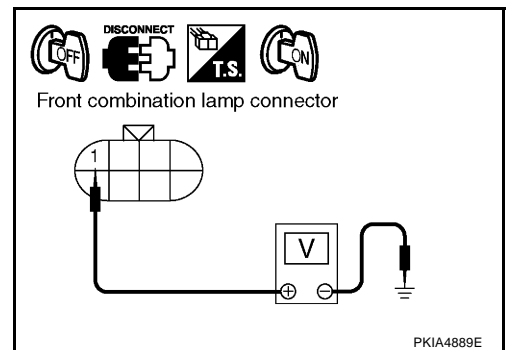 DISCONNECT
OFF
T.S.
ON
Front combination lamp connector
1
V
+ −
PKIA4889E